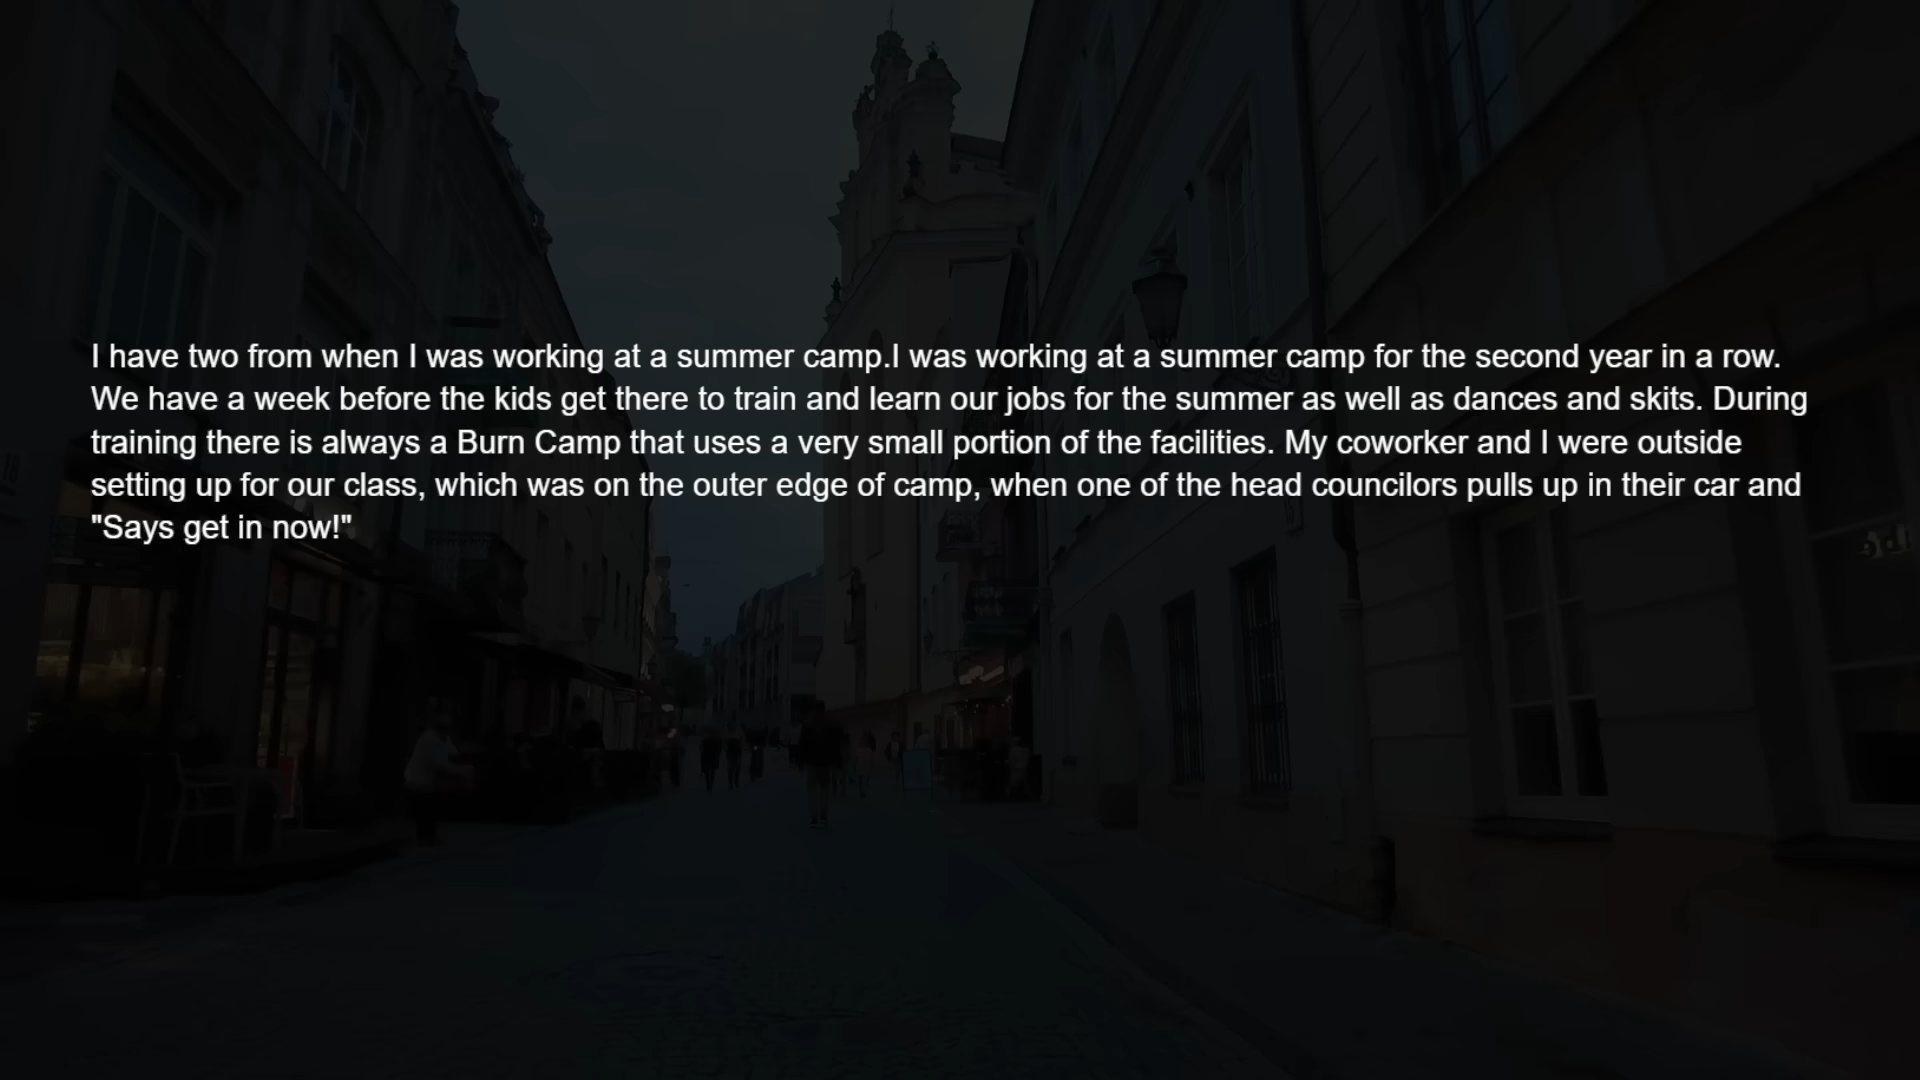 I have two from when I was working at a summer camp.I was working at a summer camp for the second year in a row.
We have a week before the kids get there to train and learn our jobs for the summer as well as dances and skits. During
training there is always a Burn Camp that uses a very small portion of the facilities. My coworker and I were outside
setting up for our class, which was on the outer edge of camp, when one of the head councilors pulls up in their car and
"Says get in now!"